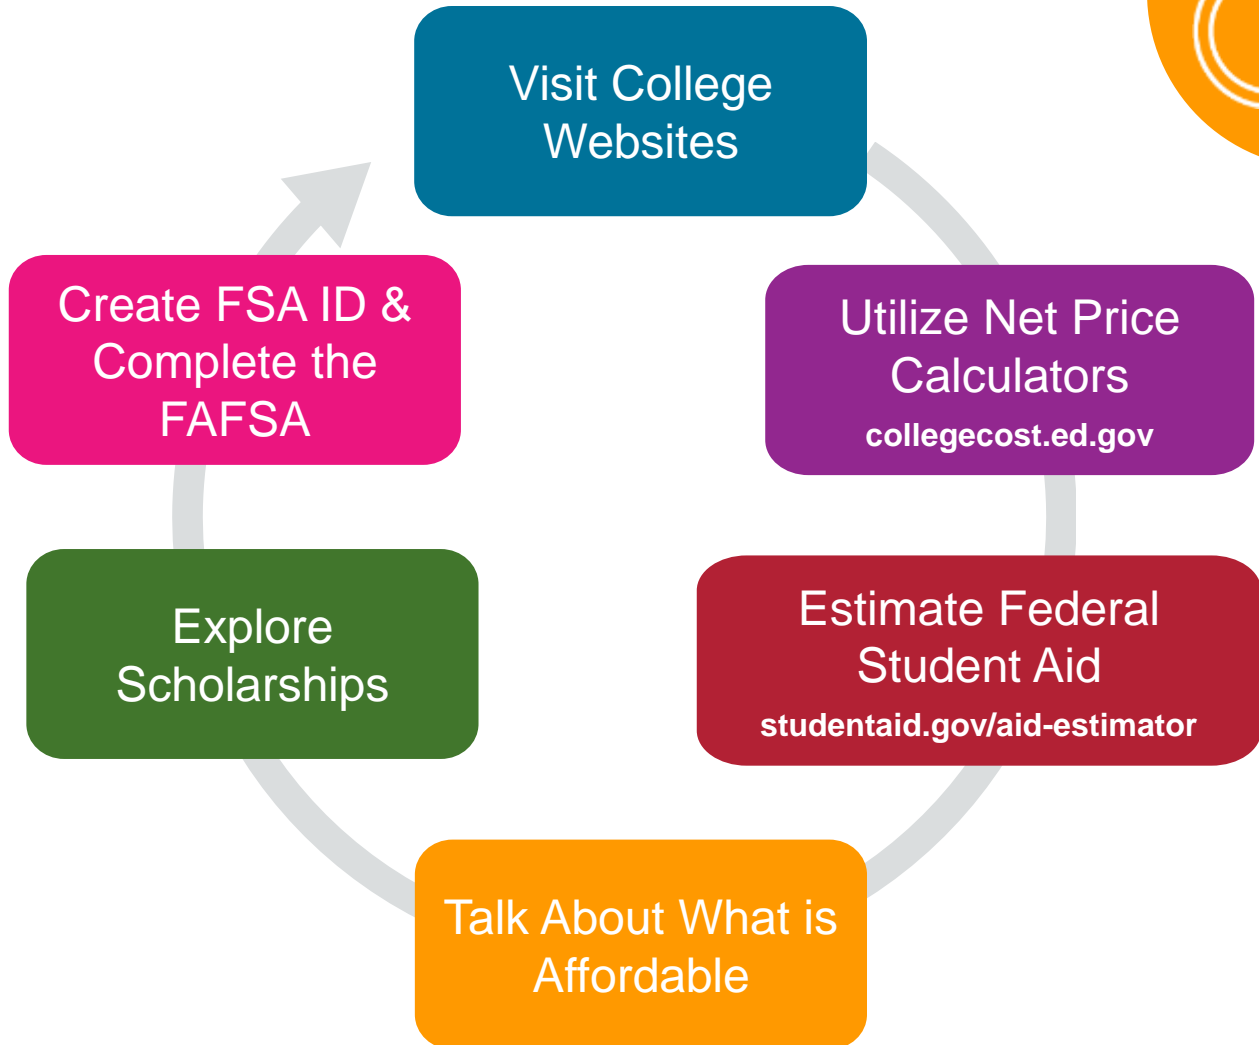 Visit College
Websites
Utilize Net Price
Calculators
collegecost.ed.gov
Estimate Federal
Student Aid
studentaid.gov/aid-estimator
Talk About What is
Affordable
Explore
Scholarships
Create FSA ID &
Complete the
FAFSA